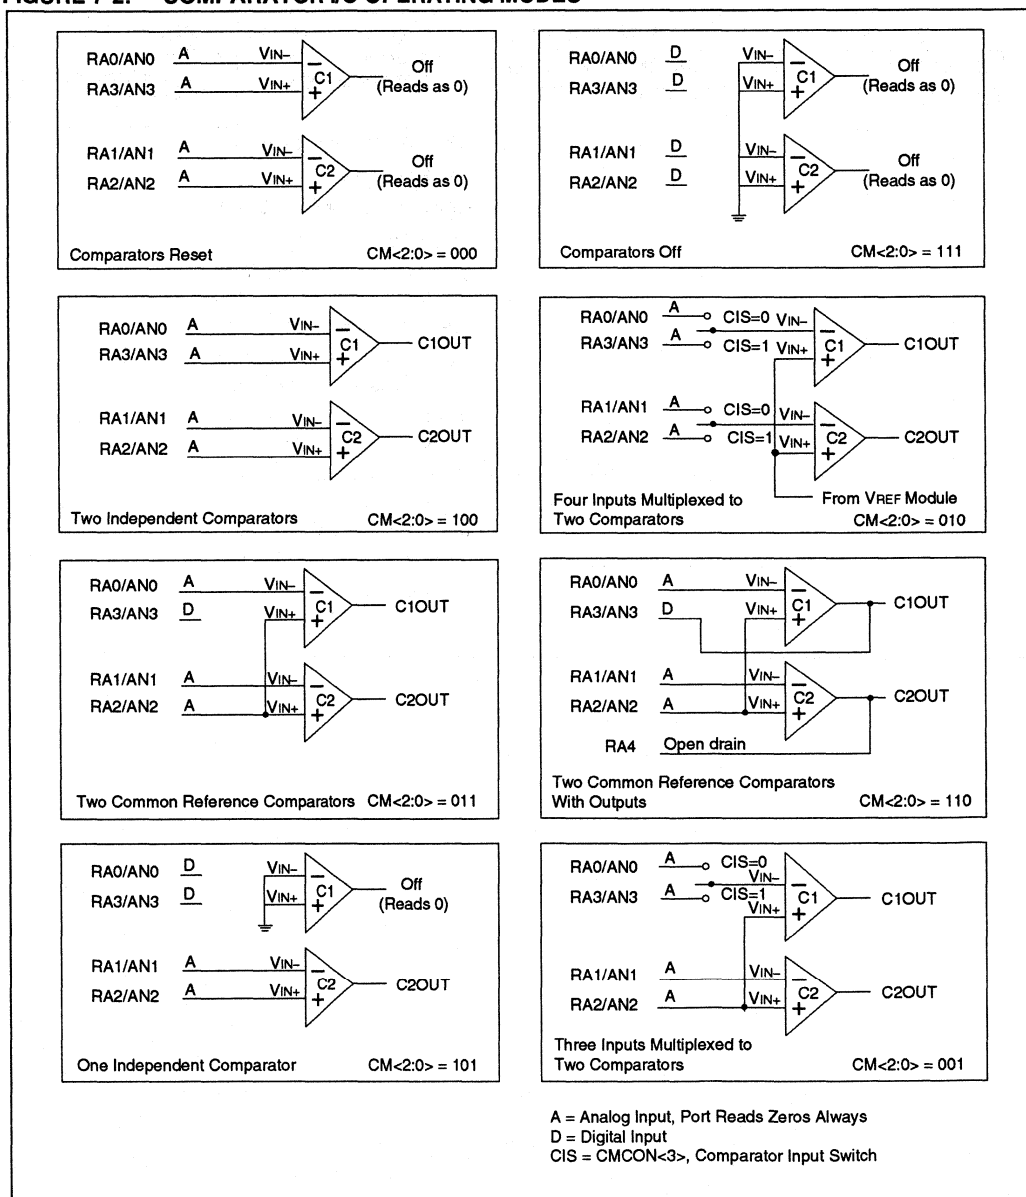 FIGURE 7-2: COMPARATOR I/O OPERATING MODES
RA0/AN0 A VIN– – C1 Off
RA3/AN3 A VIN+ + (Reads as 0)
RA1/AN1 A VIN– – C2 Off
RA2/AN2 A VIN+ + (Reads as 0)
Comparators Reset CM<2:0> = 000
RA0/AN0 D VIN– – C1 Off
RA3/AN3 D VIN+ + (Reads as 0)
RA1/AN1 D VIN– – C2 Off
RA2/AN2 D VIN+ + (Reads as 0)
Comparators Off CM<2:0> = 111
RA0/AN0 A VIN– – C1 C1OUT
RA3/AN3 A VIN+ +
RA1/AN1 A VIN– – C2 C2OUT
RA2/AN2 A VIN+ +
Two Independent Comparators CM<2:0> = 100
RA0/AN0 A CIS=0 VIN– – C1 C1OUT
RA3/AN3 A CIS=1 VIN+ +
RA1/AN1 A CIS=0 VIN– – C2 C2OUT
RA2/AN2 A CIS=1 VIN+ +
From VREF Module
Four Inputs Multiplexed to
Two Comparators CM<2:0> = 010
RA0/AN0 A VIN– – C1 C1OUT
RA3/AN3 D VIN+ +
RA1/AN1 A VIN– – C2 C2OUT
RA2/AN2 A VIN+ +
Two Common Reference Comparators CM<2:0> = 011
RA0/AN0 A VIN– – C1 C1OUT
RA3/AN3 D VIN+ +
RA1/AN1 A VIN– – C2 C2OUT
RA2/AN2 A VIN+ +
RA4 Open drain
Two Common Reference Comparators
With Outputs CM<2:0> = 110
RA0/AN0 D VIN– – C1 Off
RA3/AN3 D VIN+ + (Reads 0)
RA1/AN1 A VIN– – C2 C2OUT
RA2/AN2 A VIN+ +
One Independent Comparator CM<2:0> = 101
RA0/AN0 A CIS=0 VIN– – C1 C1OUT
RA3/AN3 A CIS=1 VIN+ +
RA1/AN1 A VIN– – C2 C2OUT
RA2/AN2 A VIN+ +
Three Inputs Multiplexed to
Two Comparators CM<2:0> = 001
A = Analog Input, Port Reads Zeros Always
D = Digital Input
CIS = CMCON<3>, Comparator Input Switch